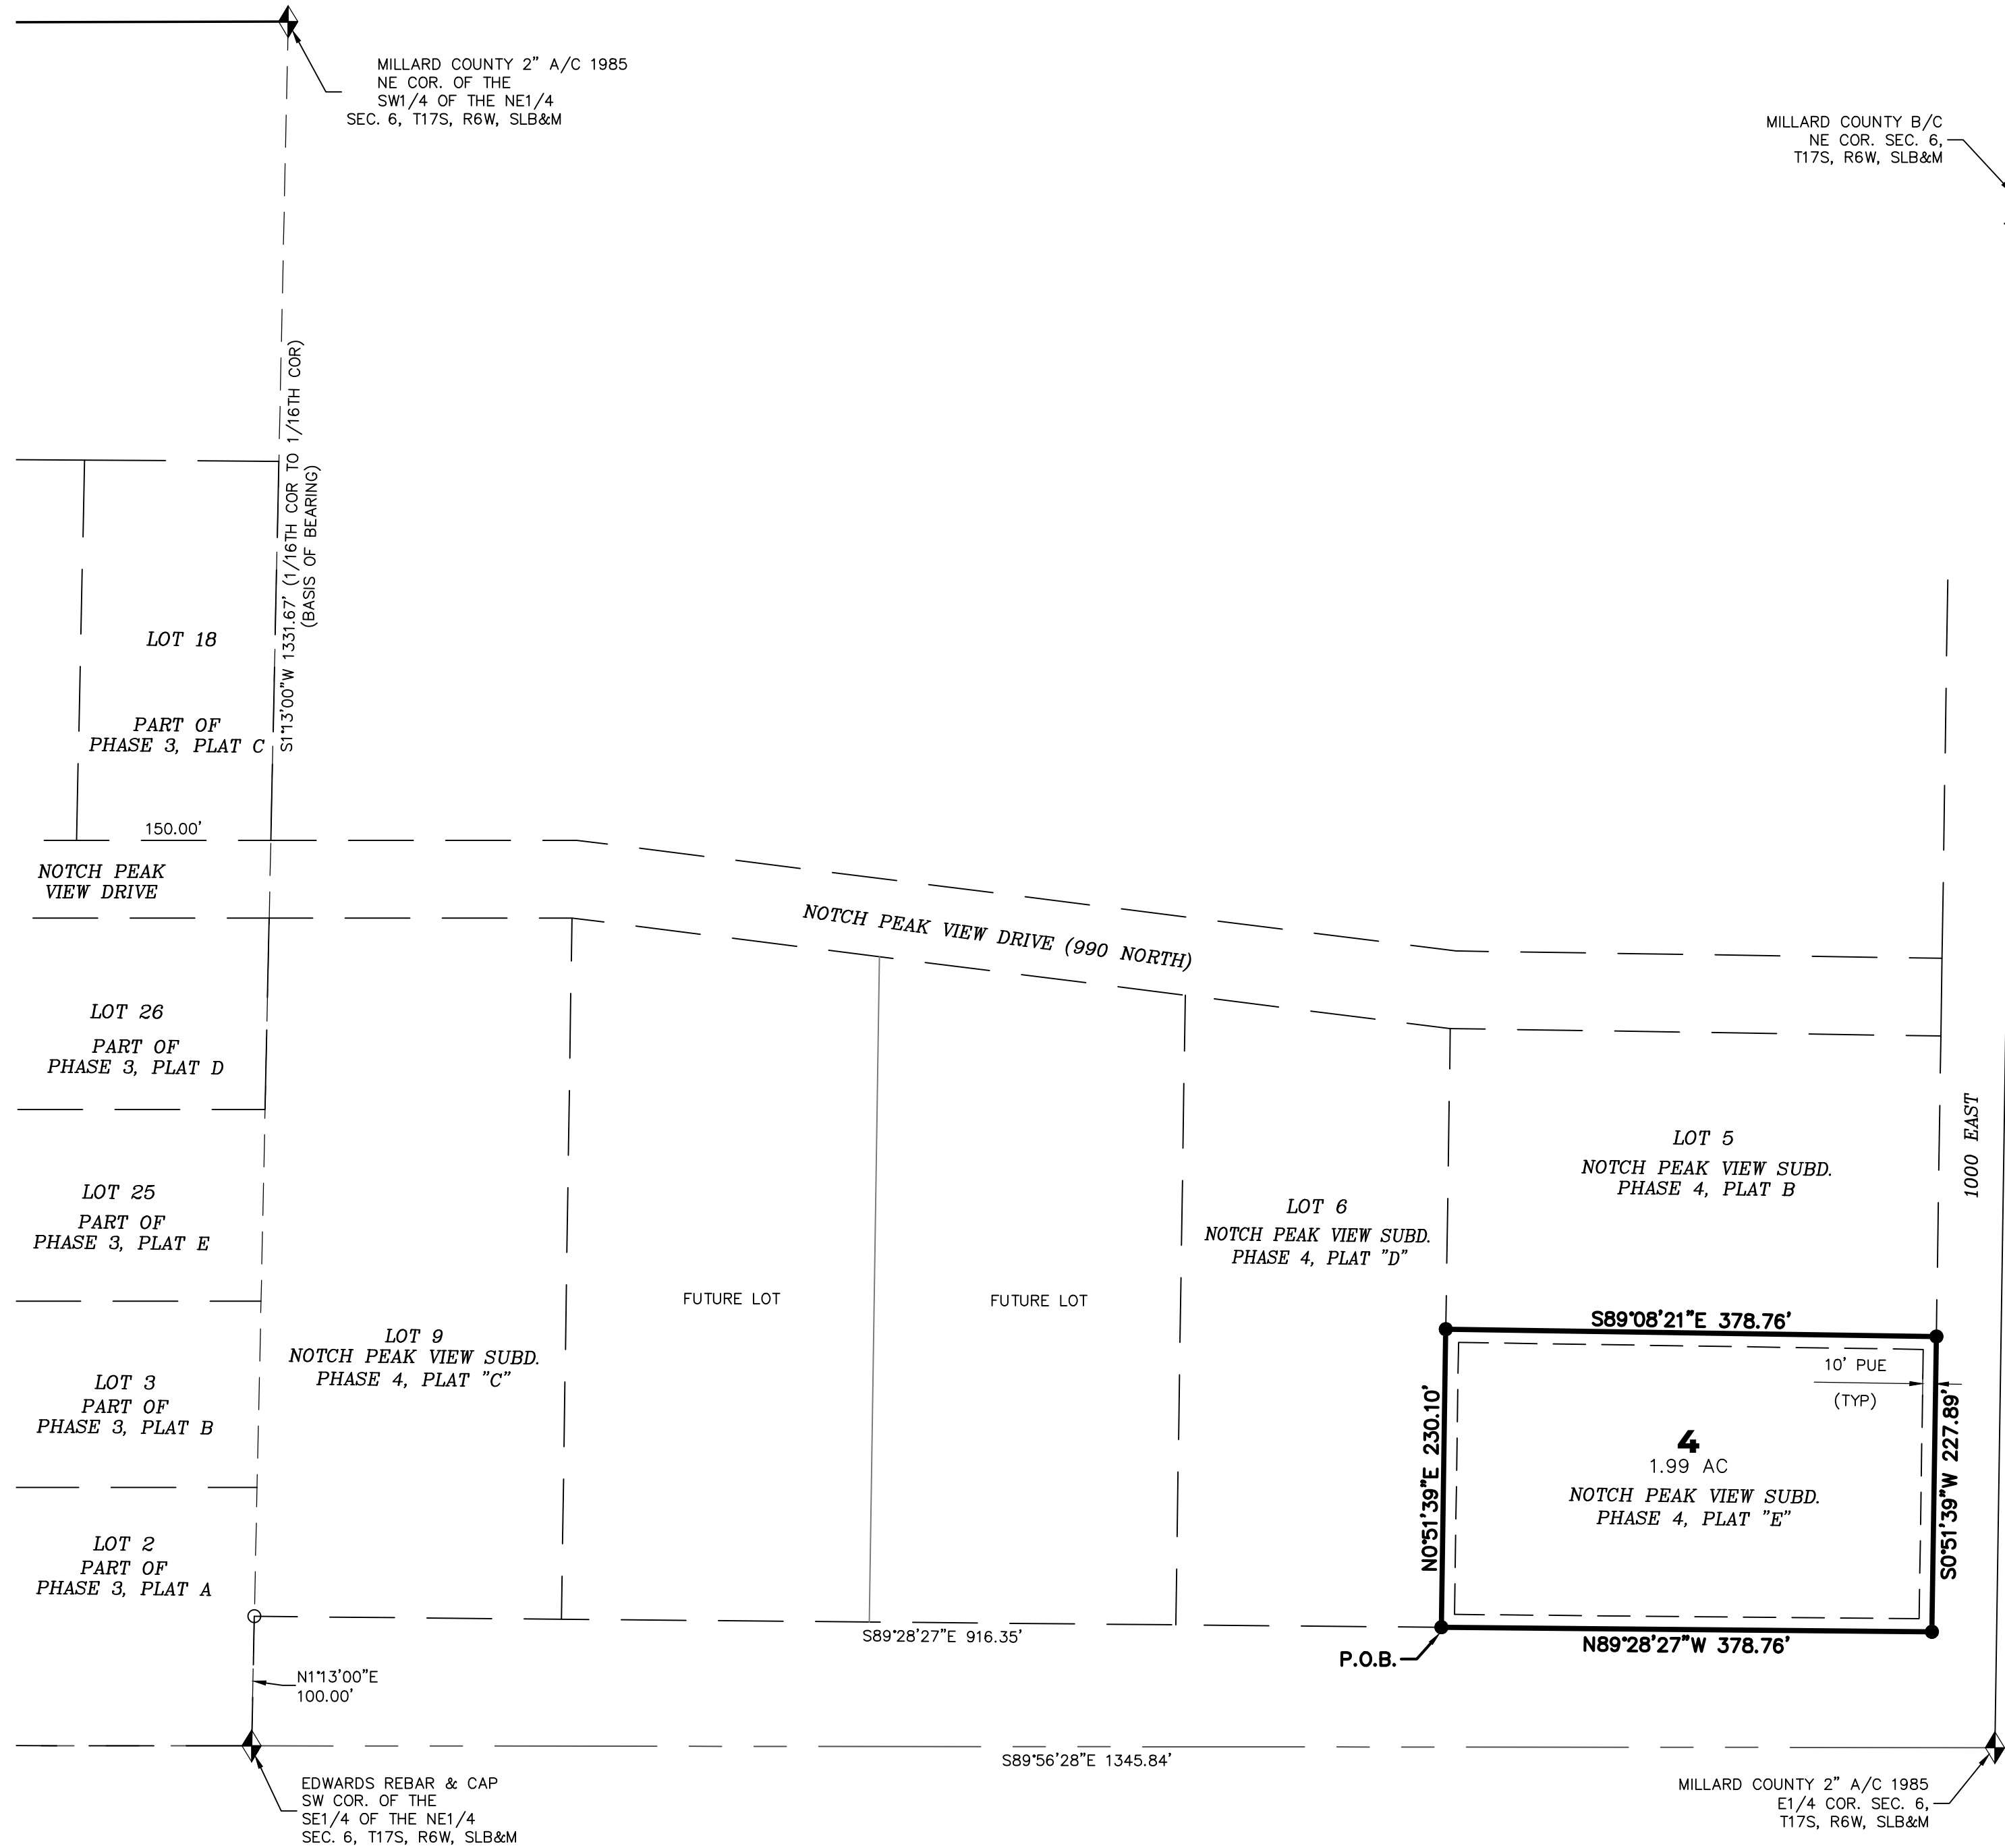 MILLARD COUNTY 2" A/C 1985
NE COR. OF THE
SW1/4 OF THE NE1/4
SEC. 6, T17S, R6W, SLB&M
MILLARD COUNTY B/C
NE COR. SEC. 6,
T17S, R6W, SLB&M
S1°13'00"W 1331.67' (1/16TH COR TO 1/16TH COR)
(BASIS OF BEARING)
LOT 18
PART OF
PHASE 3, PLAT C
150.00'
NOTCH PEAK
VIEW DRIVE
NOTCH PEAK VIEW DRIVE (990 NORTH)
LOT 26
PART OF
PHASE 3, PLAT D
LOT 25
PART OF
PHASE 3, PLAT E
LOT 3
PART OF
PHASE 3, PLAT B
LOT 2
PART OF
PHASE 3, PLAT A
LOT 9
NOTCH PEAK VIEW SUBD.
PHASE 4, PLAT "C"
FUTURE LOT
FUTURE LOT
LOT 6
NOTCH PEAK VIEW SUBD.
PHASE 4, PLAT "D"
LOT 5
NOTCH PEAK VIEW SUBD.
PHASE 4, PLAT B
1000 EAST
S89°08'21"E 378.76'
10' PUE
(TYP)
N0°51'39"E 230.10'
4
1.99 AC
NOTCH PEAK VIEW SUBD.
PHASE 4, PLAT "E"
S0°51'39"W 227.89'
N89°28'27"W 378.76'
P.O.B.
S89°28'27"E 916.35'
N1°13'00"E
100.00'
S89°56'28"E 1345.84'
EDWARDS REBAR & CAP
SW COR. OF THE
SE1/4 OF THE NE1/4
SEC. 6, T17S, R6W, SLB&M
MILLARD COUNTY 2" A/C 1985
E1/4 COR. SEC. 6,
T17S, R6W, SLB&M